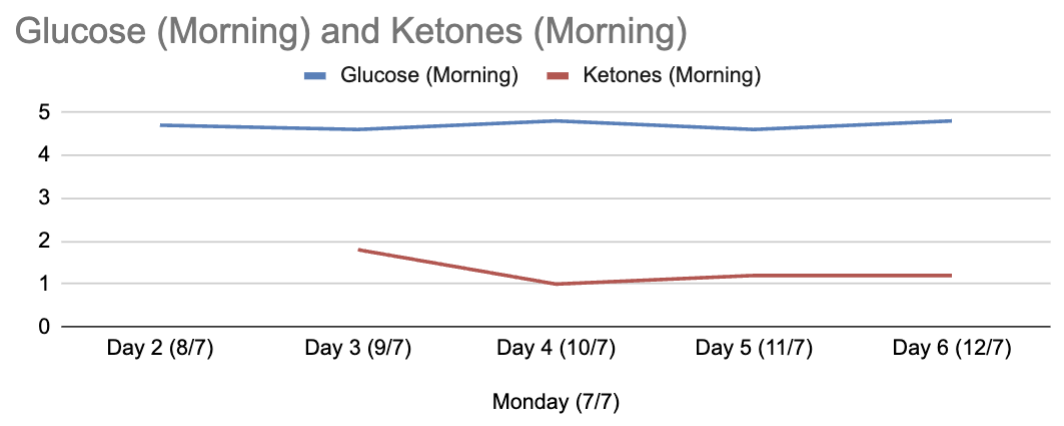 Glucose (Morning) and Ketones (Morning)
Glucose (Morning) Ketones (Morning)
5
4
3
2
1
0
Day 2 (8/7) Day 3 (9/7) Day 4 (10/7) Day 5 (11/7) Day 6 (12/7)
Monday (7/7)